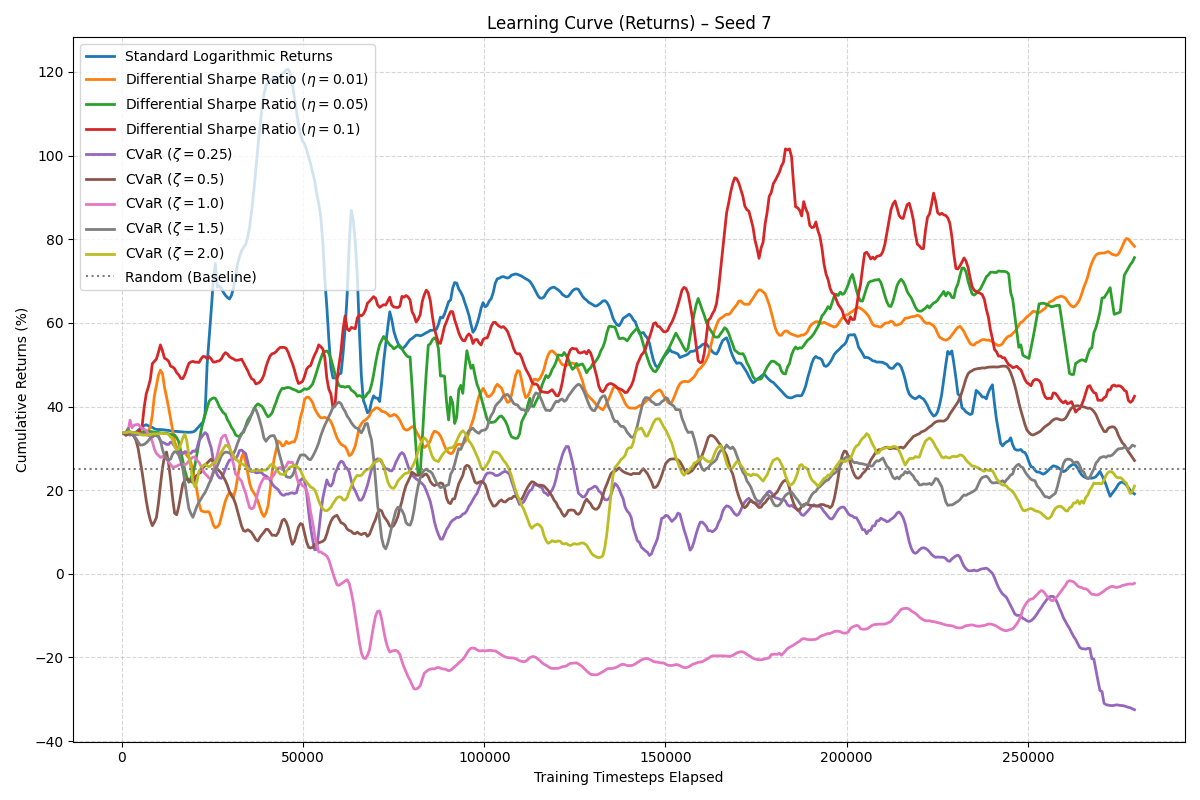 Learning Curve (Returns) – Seed 7
Standard Logarithmic Returns
Differential Sharpe Ratio (η = 0.01)
Differential Sharpe Ratio (η = 0.05)
Differential Sharpe Ratio (η = 0.1)
CVaR (ζ = 0.25)
CVaR (ζ = 0.5)
CVaR (ζ = 1.0)
CVaR (ζ = 1.5)
CVaR (ζ = 2.0)
Random (Baseline)
Cumulative Returns (%)
120
100
80
60
40
20
0
−20
−40
0 50000 100000 150000 200000 250000
Training Timesteps Elapsed